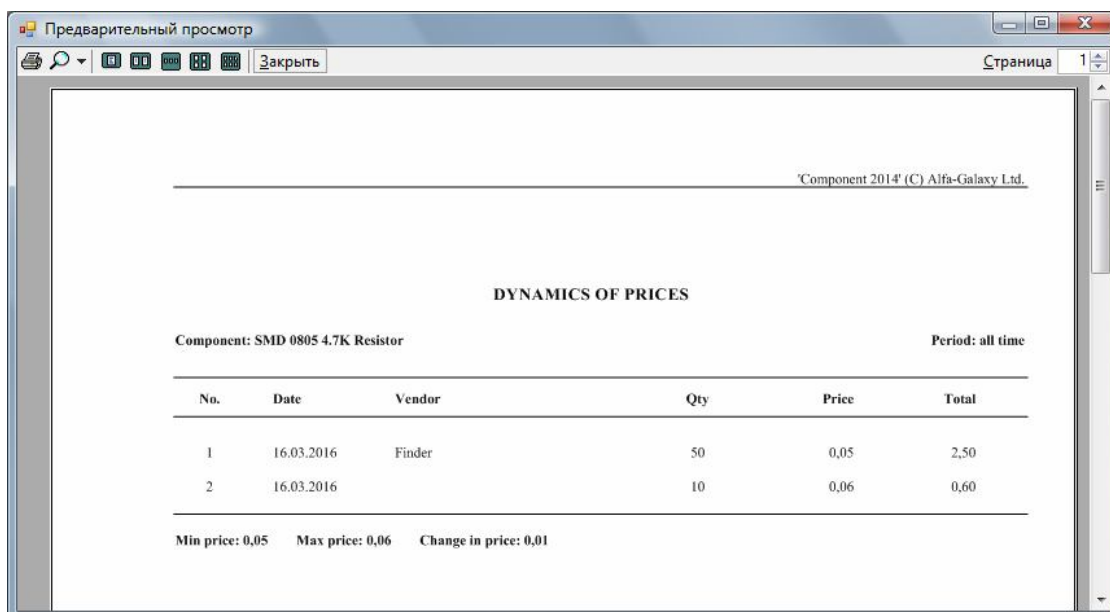 Предварительный просмотр
Закрыть Страница 1
'Component 2014' (C) Alfa-Galaxy Ltd.
DYNAMICS OF PRICES
Component: SMD 0805 4.7K Resistor Period: all time
No. Date Vendor Qty Price Total
1 16.03.2016 Finder 50 0,05 2,50
2 16.03.2016 10 0,06 0,60
Min price: 0,05 Max price: 0,06 Change in price: 0,01